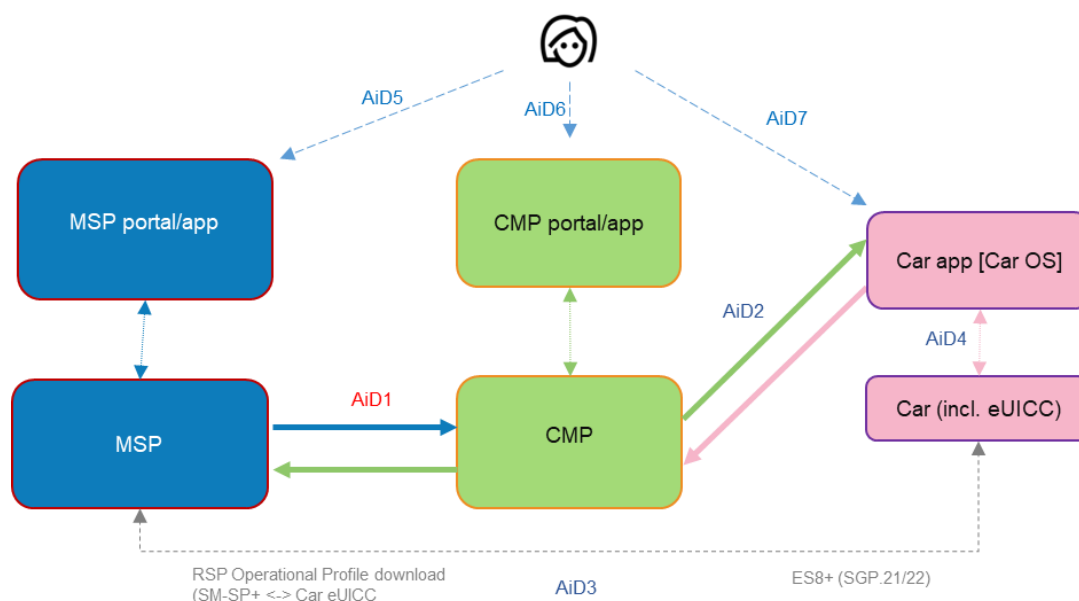 AiD5
AiD6
AiD7
MSP portal/app
CMP portal/app
Car app [Car OS]
AiD2
AiD4
AiD1
MSP
CMP
Car (incl. eUICC)
RSP Operational Profile download
(SM-SP+ <-> Car eUICC
AiD3
ES8+ (SGP.21/22)